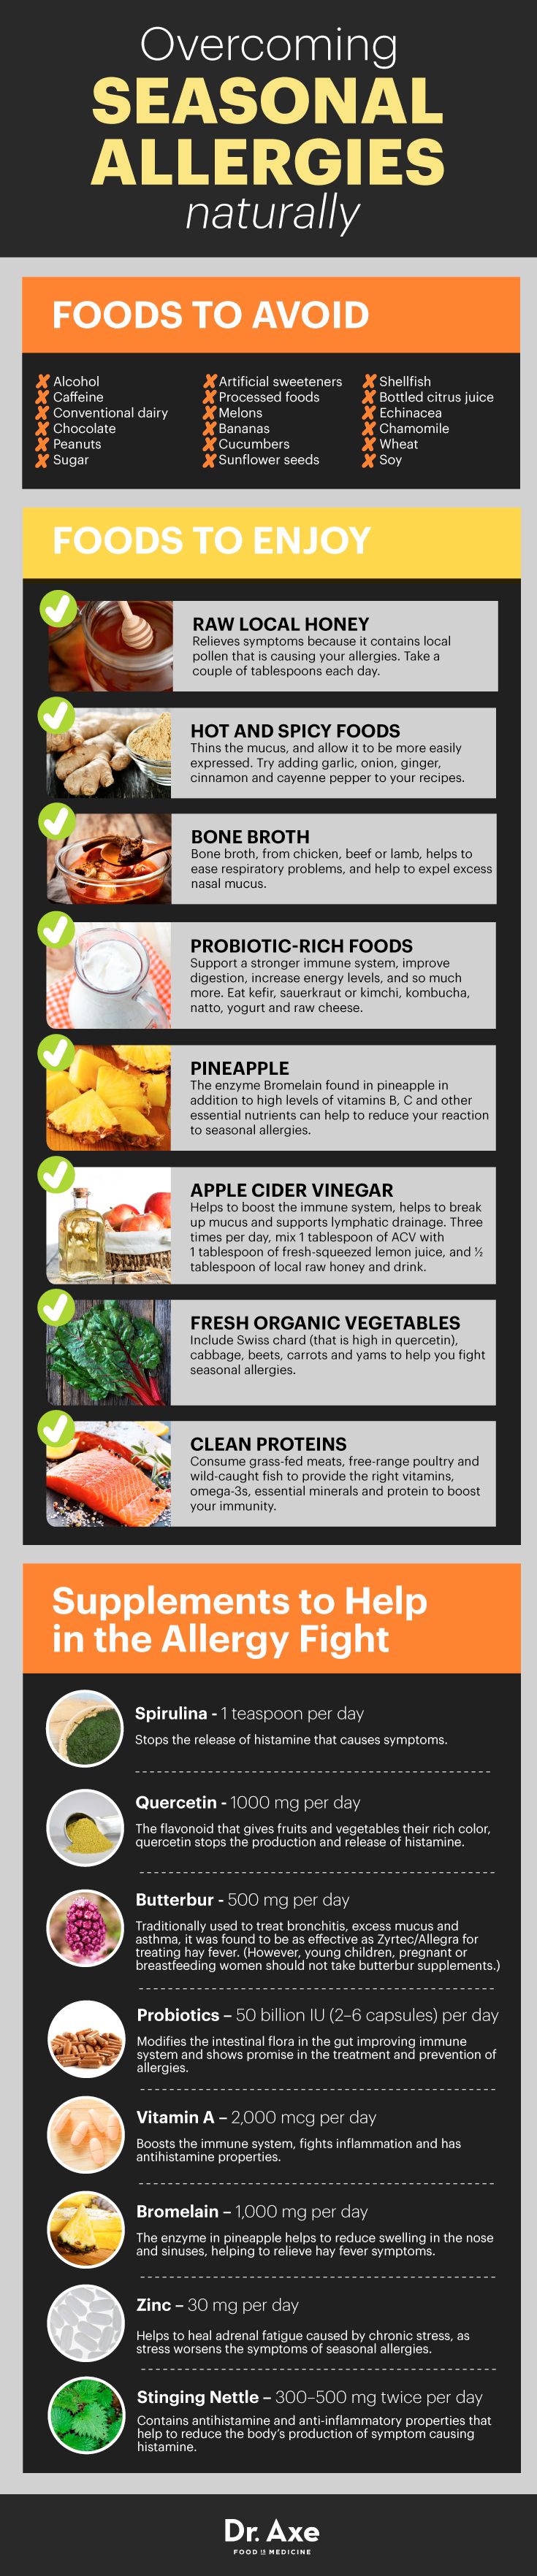 Overcoming
SEASONAL
ALLERGIES
naturally
FOODS TO AVOID
Alcohol
Caffeine
Conventional dairy
Chocolate
Peanuts
Sugar
Artificial sweeteners
Processed foods
Melons
Bananas
Cucumbers
Sunflower seeds
Shellfish
Bottled citrus juice
Echinacea
Chamomile
Wheat
Soy
FOODS TO ENJOY
RAW LOCAL HONEY
Relieves symptoms because it contains local
pollen that is causing your allergies. Take a
couple of tablespoons each day.
HOT AND SPICY FOODS
Thins the mucus, and allow it to be more easily
expressed. Try adding garlic, onion, ginger,
cinnamon and cayenne pepper to your recipes.
BONE BROTH
Bone broth, from chicken, beef or lamb, helps to
ease respiratory problems, and help to expel excess
nasal mucus.
PROBIOTIC-RICH FOODS
Support a stronger immune system, improve
digestion, increase energy levels, and so much
more. Eat kefir, sauerkraut or kimchi, kombucha,
natto, yogurt and raw cheese.
PINEAPPLE
The enzyme Bromelain found in pineapple in
addition to high levels of vitamins B, C and other
essential nutrients can help to reduce your reaction
to seasonal allergies.
APPLE CIDER VINEGAR
Helps to boost the immune system, helps to break
up mucus and supports lymphatic drainage. Three
times per day, mix 1 tablespoon of ACV with
1 tablespoon of fresh-squeezed lemon juice, and ½
tablespoon of local raw honey and drink.
FRESH ORGANIC VEGETABLES
Include Swiss chard (that is high in quercetin),
cabbage, beets, carrots and yams to help you fight
seasonal allergies.
CLEAN PROTEINS
Consume grass-fed meats, free-range poultry and
wild-caught fish to provide the right vitamins,
omega-3s, essential minerals and protein to boost
your immunity.
Supplements to Help
in the Allergy Fight
Spirulina - 1 teaspoon per day
Stops the release of histamine that causes symptoms.
Quercetin - 1000 mg per day
The flavonoid that gives fruits and vegetables their rich color,
quercetin stops the production and release of histamine.
Butterbur - 500 mg per day
Traditionally used to treat bronchitis, excess mucus and
asthma, it was found to be as effective as Zyrtec/Allegra for
treating hay fever. (However, young children, pregnant or
breastfeeding women should not take butterbur supplements.)
Probiotics – 50 billion IU (2–6 capsules) per day
Modifies the intestinal flora in the gut improving immune
system and shows promise in the treatment and prevention of
allergies.
Vitamin A – 2,000 mcg per day
Boosts the immune system, fights inflammation and has
antihistamine properties.
Bromelain – 1,000 mg per day
The enzyme in pineapple helps to reduce swelling in the nose
and sinuses, helping to relieve hay fever symptoms.
Zinc – 30 mg per day
Helps to heal adrenal fatigue caused by chronic stress, as
stress worsens the symptoms of seasonal allergies.
Stinging Nettle – 300–500 mg twice per day
Contains antihistamine and anti-inflammatory properties that
help to reduce the body's production of symptom causing
histamine.
Dr. Axe
FOOD IS MEDICINE